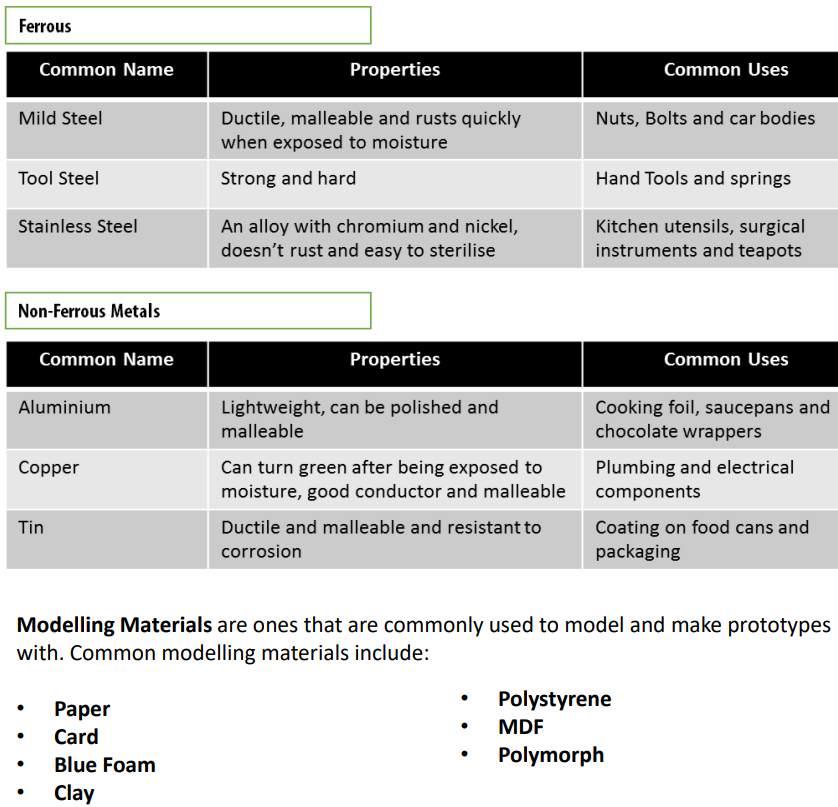 Ferrous
Common Name Properties Common Uses
Mild Steel Ductile, malleable and rusts quickly Nuts, Bolts and car bodies
when exposed to moisture
Tool Steel Strong and hard Hand Tools and springs
Stainless Steel An alloy with chromium and nickel, Kitchen utensils, surgical
doesn't rust and easy to sterilise instruments and teapots
Non-Ferrous Metals
Common Name Properties Common Uses
Aluminium Lightweight, can be polished and Cooking foil, saucepans and
malleable chocolate wrappers
Copper Can turn green after being exposed to Plumbing and electrical
moisture, good conductor and malleable components
Tin Ductile and malleable and resistant to Coating on food cans and
corrosion packaging
Modelling Materials are ones that are commonly used to model and make prototypes
with. Common modelling materials include:
• Paper
• Card
• Blue Foam
• Clay
• Polystyrene
• MDF
• Polymorph